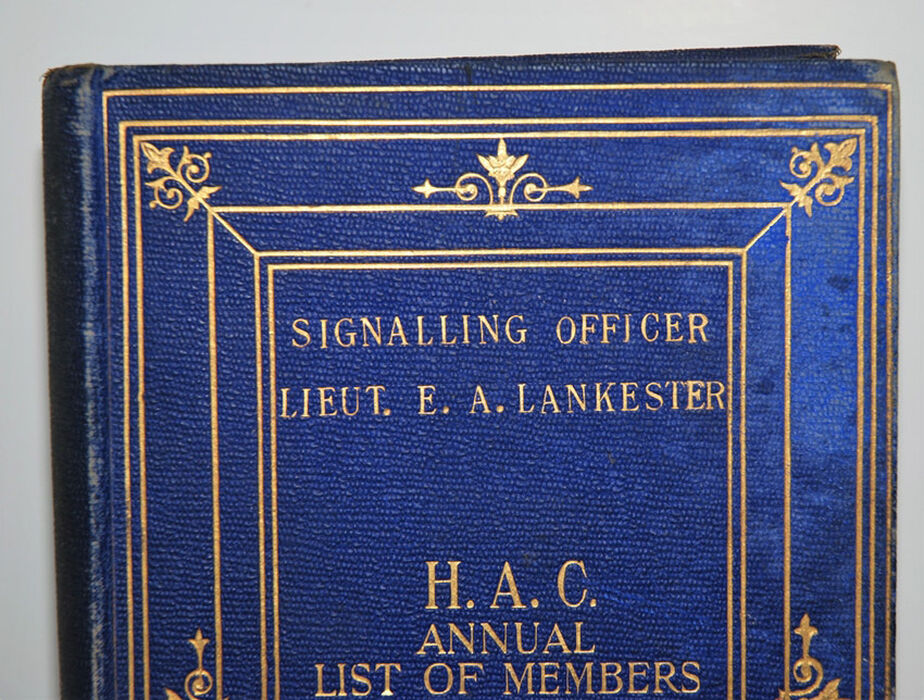 SIGNALLING OFFICER
LIEUT. E. A. LANKESTER
H. A. C.
ANNUAL
LIST OF MEMBERS